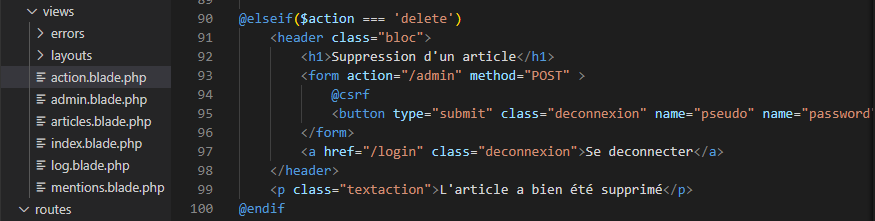 views
errors
layouts
action.blade.php
admin.blade.php
articles.blade.php
index.blade.php
log.blade.php
mentions.blade.php
routes
90 @elseif($action === 'delete')
91 <header class="bloc">
92 <h1>Suppression d'un article</h1>
93 <form action="/admin" method="POST" >
94 @csrf
95 <button type="submit" class="deconnexion" name="pseudo" name="password"
96 </form>
97 <a href="/login" class="deconnexion">Se deconnecter</a>
98 </header>
99 <p class="textaction">L'article a bien été supprimé</p>
100 @endif